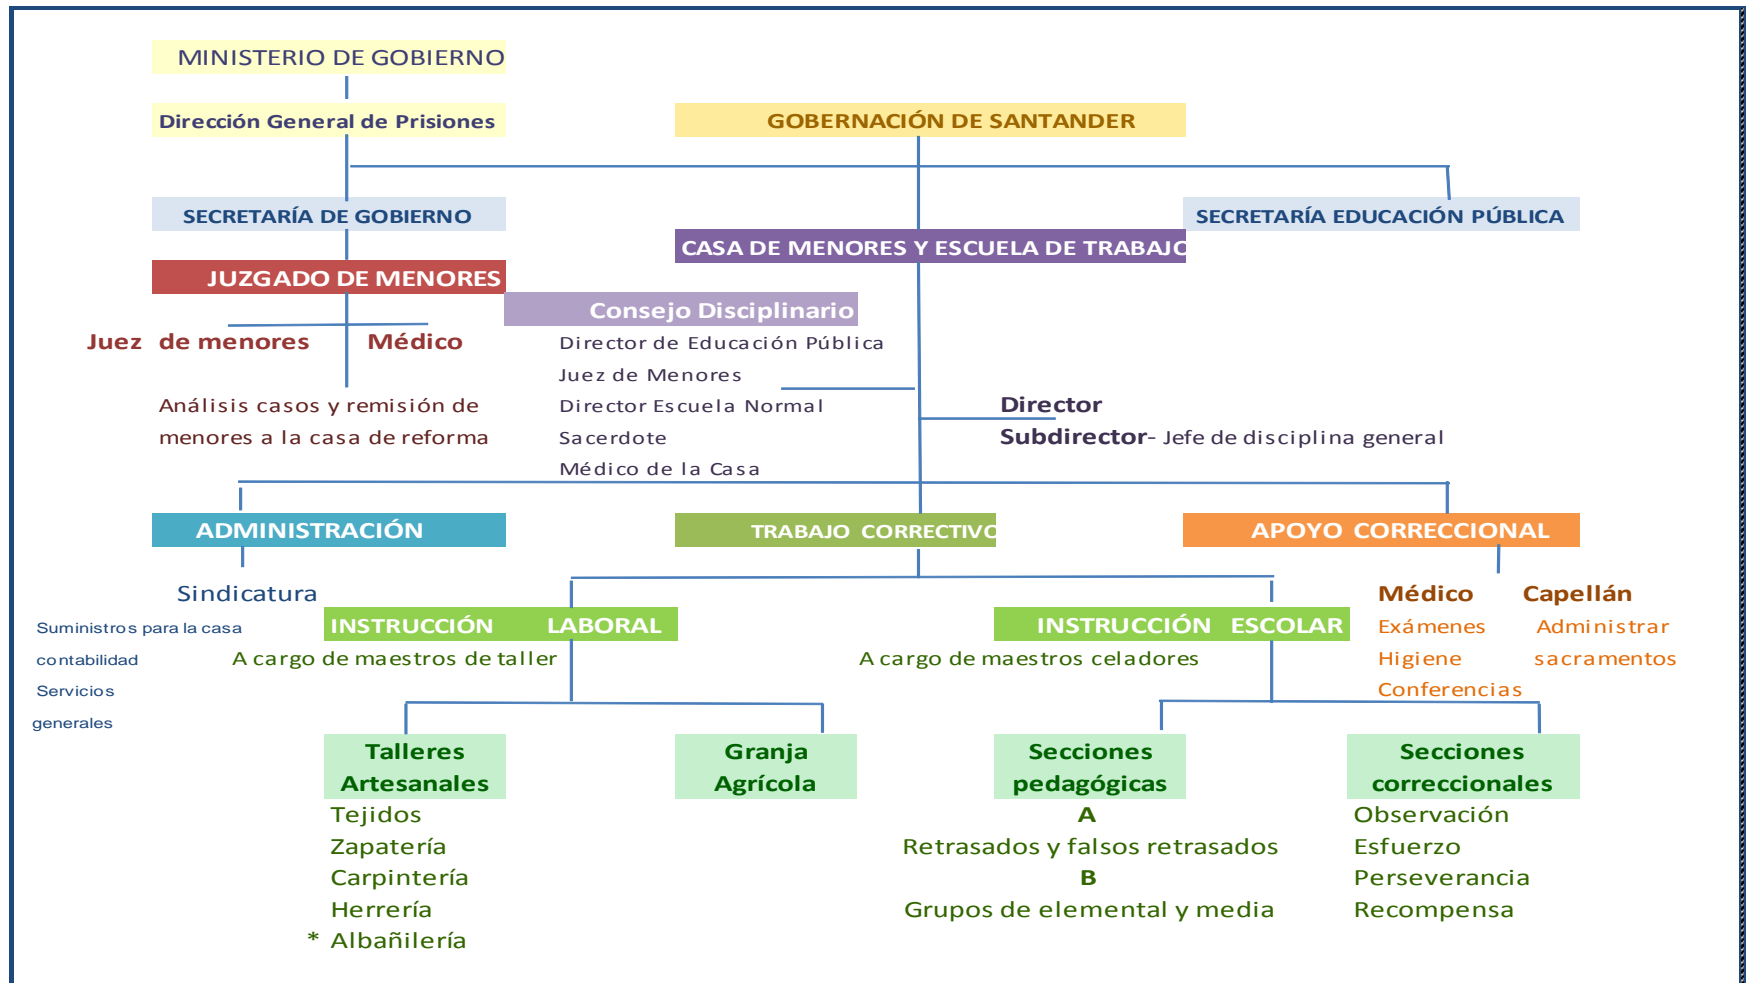 MINISTERIO DE GOBIERNO
Dirección General de Prisiones
GOBERNACIÓN DE SANTANDER
SECRETARÍA DE GOBIERNO
SECRETARÍA EDUCACIÓN PÚBLICA
CASA DE MENORES Y ESCUELA DE TRABAJO
JUZGADO DE MENORES
Consejo Disciplinario
Juez de menores
Médico
Director de Educación Pública
Juez de Menores
Director Escuela Normal
Sacerdote
Médico de la Casa
Análisis casos y remisión de
menores a la casa de reforma
Director
Subdirector- Jefe de disciplina general
ADMINISTRACIÓN
TRABAJO CORRECTIVO
APOYO CORRECCIONAL
Sindicatura
Suministros para la casa
contabilidad
Servicios
generales
INSTRUCCIÓN LABORAL
A cargo de maestros de taller
INSTRUCCIÓN ESCOLAR
A cargo de maestros celadores
Médico
Exámenes
Higiene
Conferencias
Capellán
Administrar
sacramentos
Talleres
Artesanales
Tejidos
Zapatería
Carpintería
Herrería
* Albañilería
Granja
Agrícola
Secciones
pedagógicas
A
Retrasados y falsos retrasados
B
Grupos de elemental y media
Secciones
correccionales
Observación
Esfuerzo
Perseverancia
Recompensa